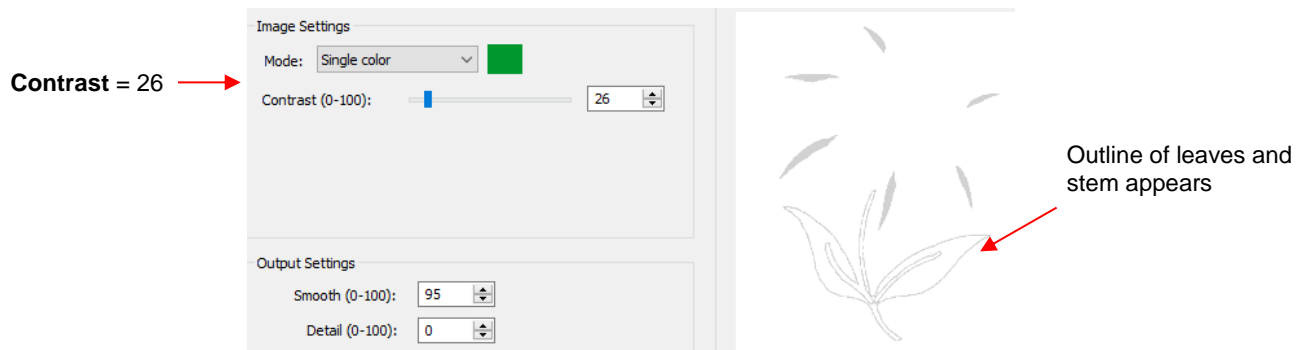 Image Settings
Mode: Single color
Contrast = 26
Contrast (0-100): 26
Outline of leaves and
stem appears
Output Settings
Smooth (0-100): 95
Detail (0-100): 0